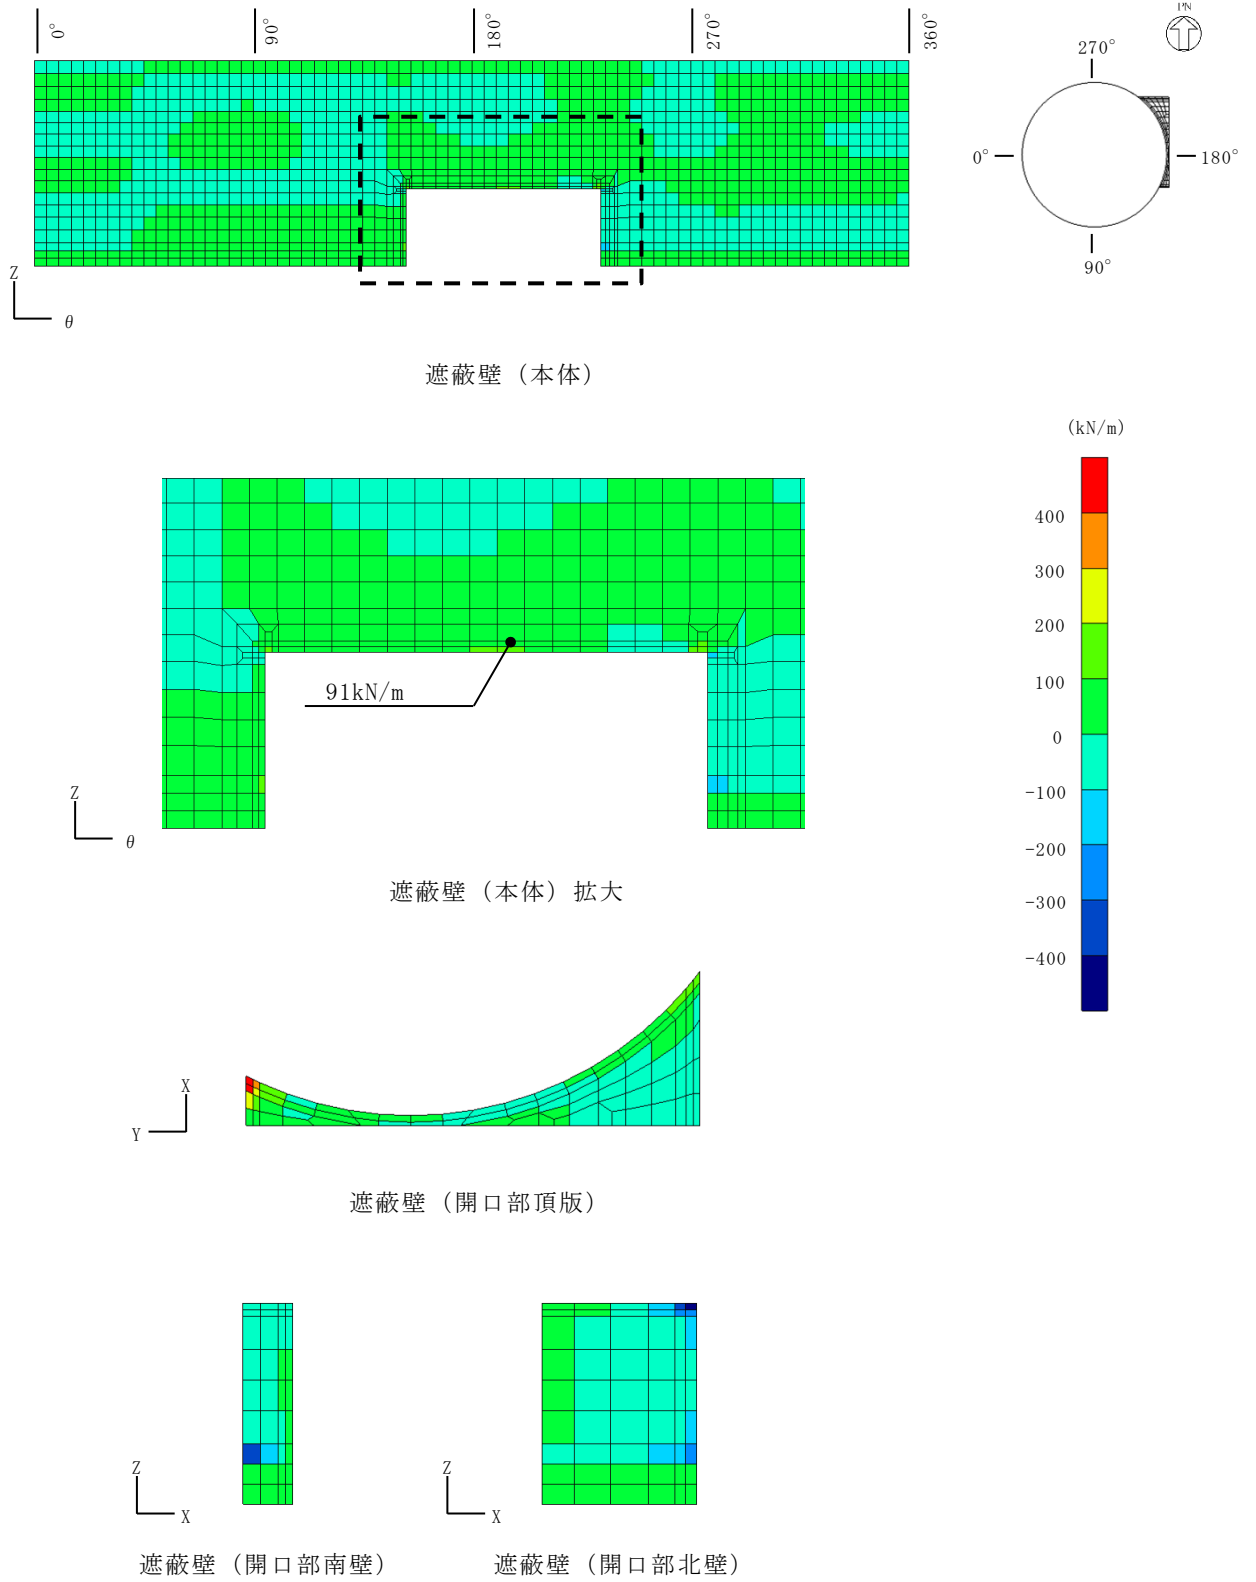 0°
90°
180°
270°
360°
PN
270°
0°
180°
90°
Z
θ
遮蔽壁（本体）
(kN/m)
400
300
200
100
0
-100
-200
-300
-400
91kN/m
Z
θ
遮蔽壁（本体）拡大
X
Y
遮蔽壁（開口部頂版）
Z
X
Z
X
遮蔽壁（開口部南壁）
遮蔽壁（開口部北壁）